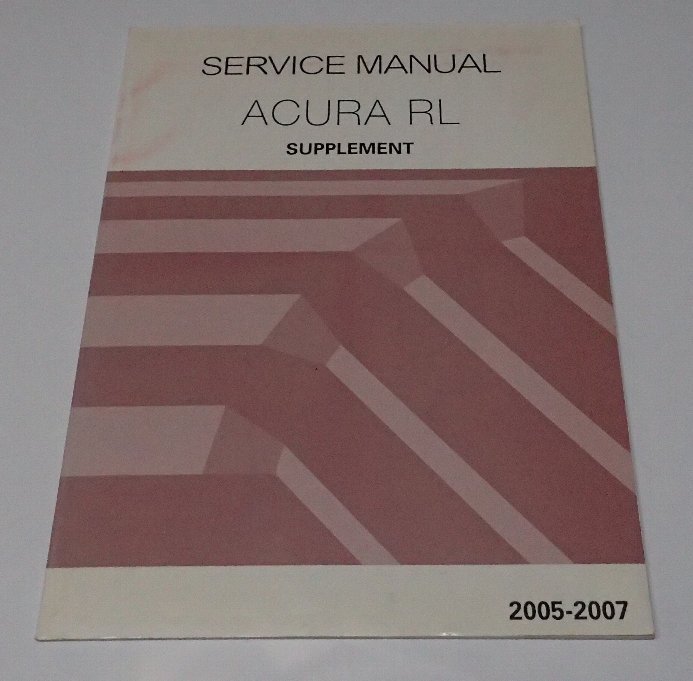 SERVICE MANUAL
ACURA RL
SUPPLEMENT
2005-2007